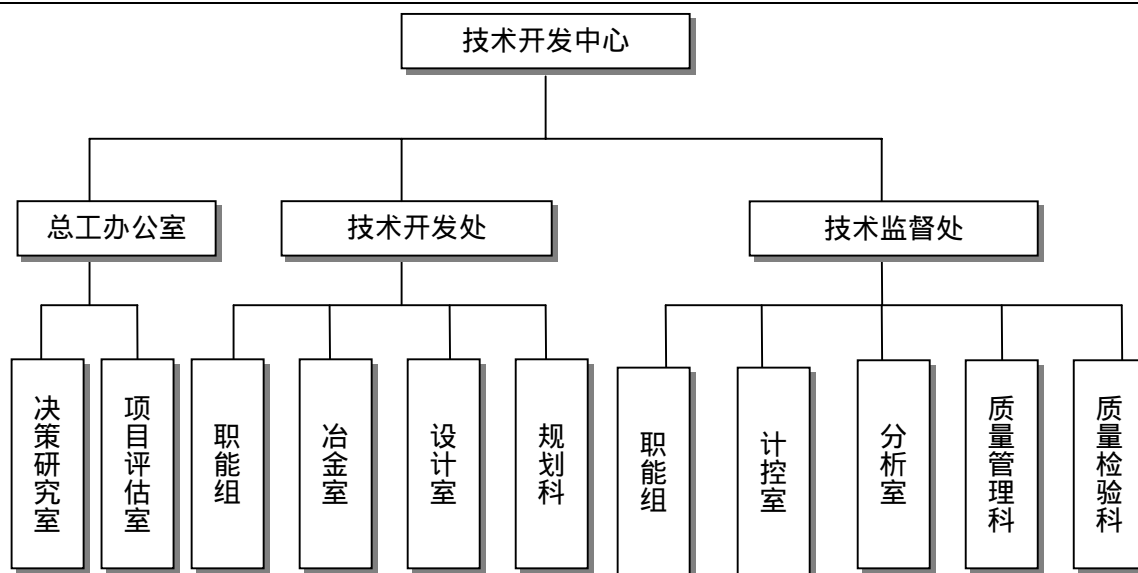 技术开发中心
总工办公室
技术开发处
技术监督处
决策研究室
项目评估室
职能组
冶金室
设计室
规划科
职能组
计控室
分析室
质量管理科
质量检验科